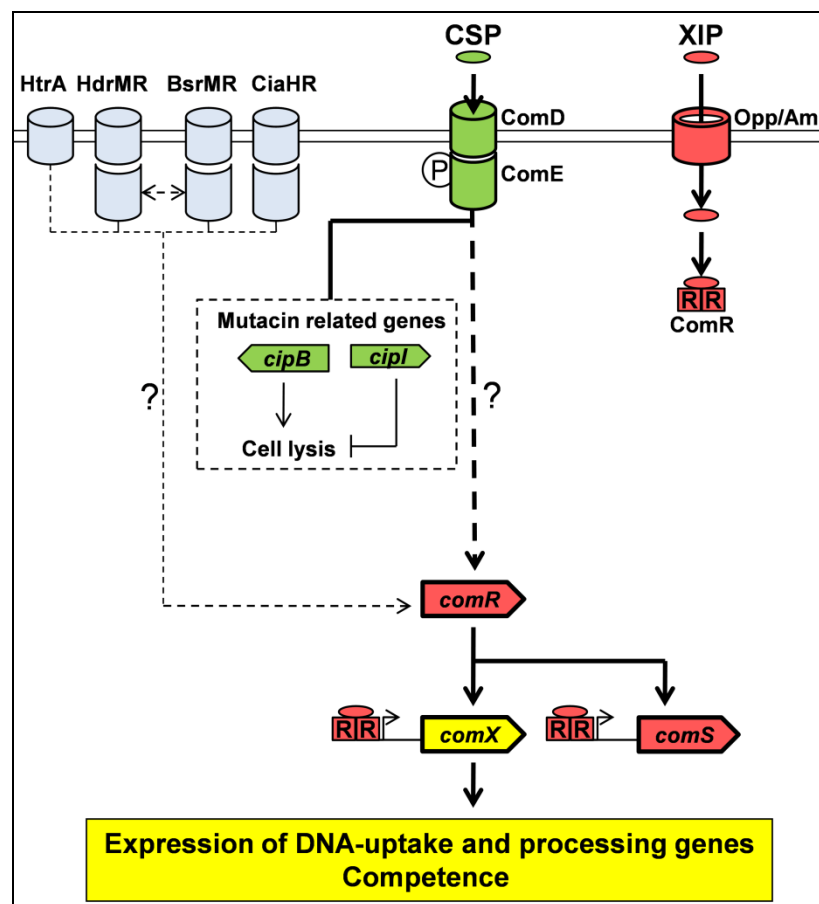 CSP
XIP
HtrA HdrMR BsrMR CiaHR
ComD
Opp/Am
P
ComE
R R
ComR
Mutacin related genes
cipB cipI
Cell lysis
?
?
comR
R R
comX
R R
comS
Expression of DNA-uptake and processing genes
Competence